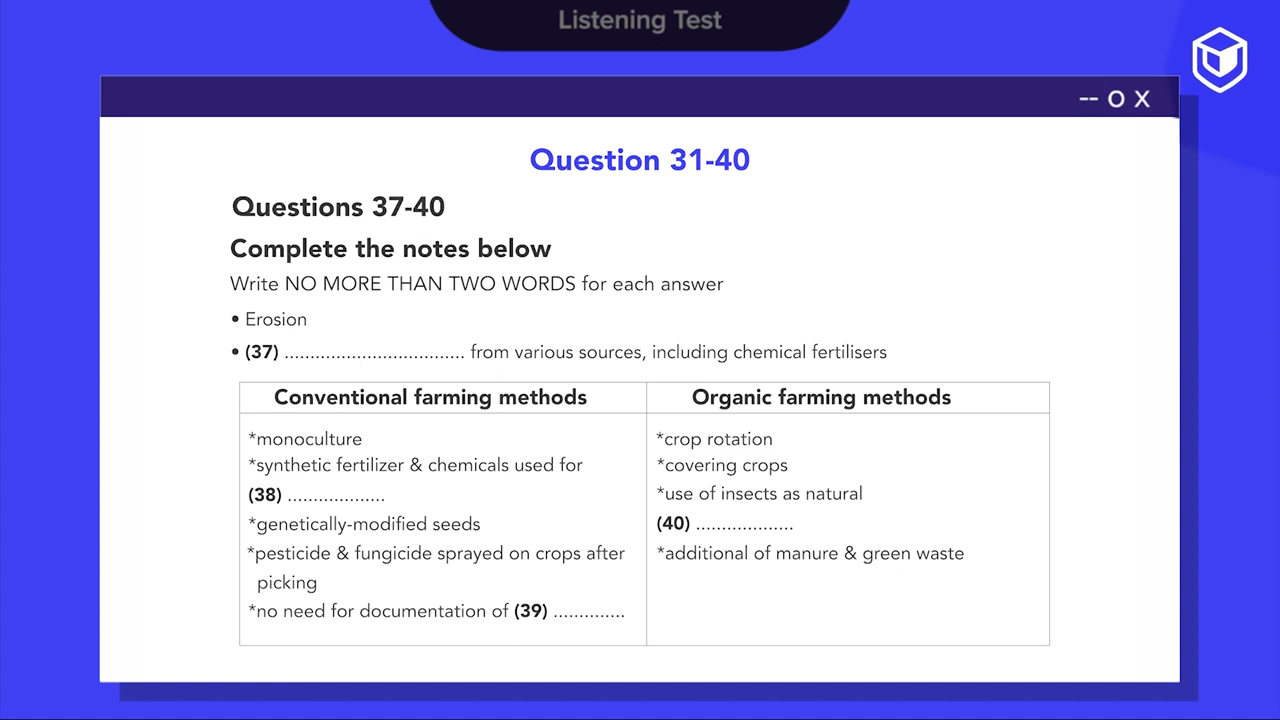 Listening Test
-- O X
Question 31-40
Questions 37-40
Complete the notes below
Write NO MORE THAN TWO WORDS for each answer
• Erosion
• (37) ................................... from various sources, including chemical fertilisers
Conventional farming methods
*monoculture
*synthetic fertilizer & chemicals used for
(38) ...................
*genetically-modified seeds
*pesticide & fungicide sprayed on crops after
picking
*no need for documentation of (39) ..............
Organic farming methods
*crop rotation
*covering crops
*use of insects as natural
(40) ...................
*additional of manure & green waste